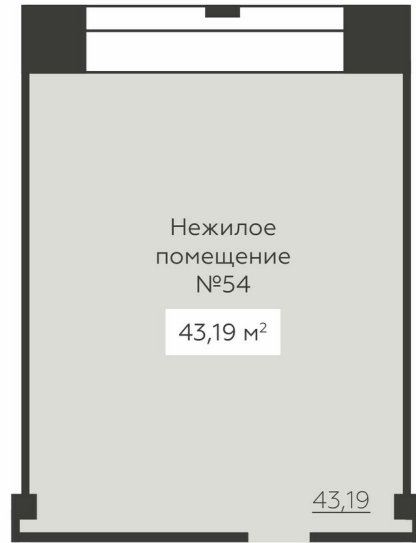 Нежилое
помещение
№54
43,19 м²
43,19